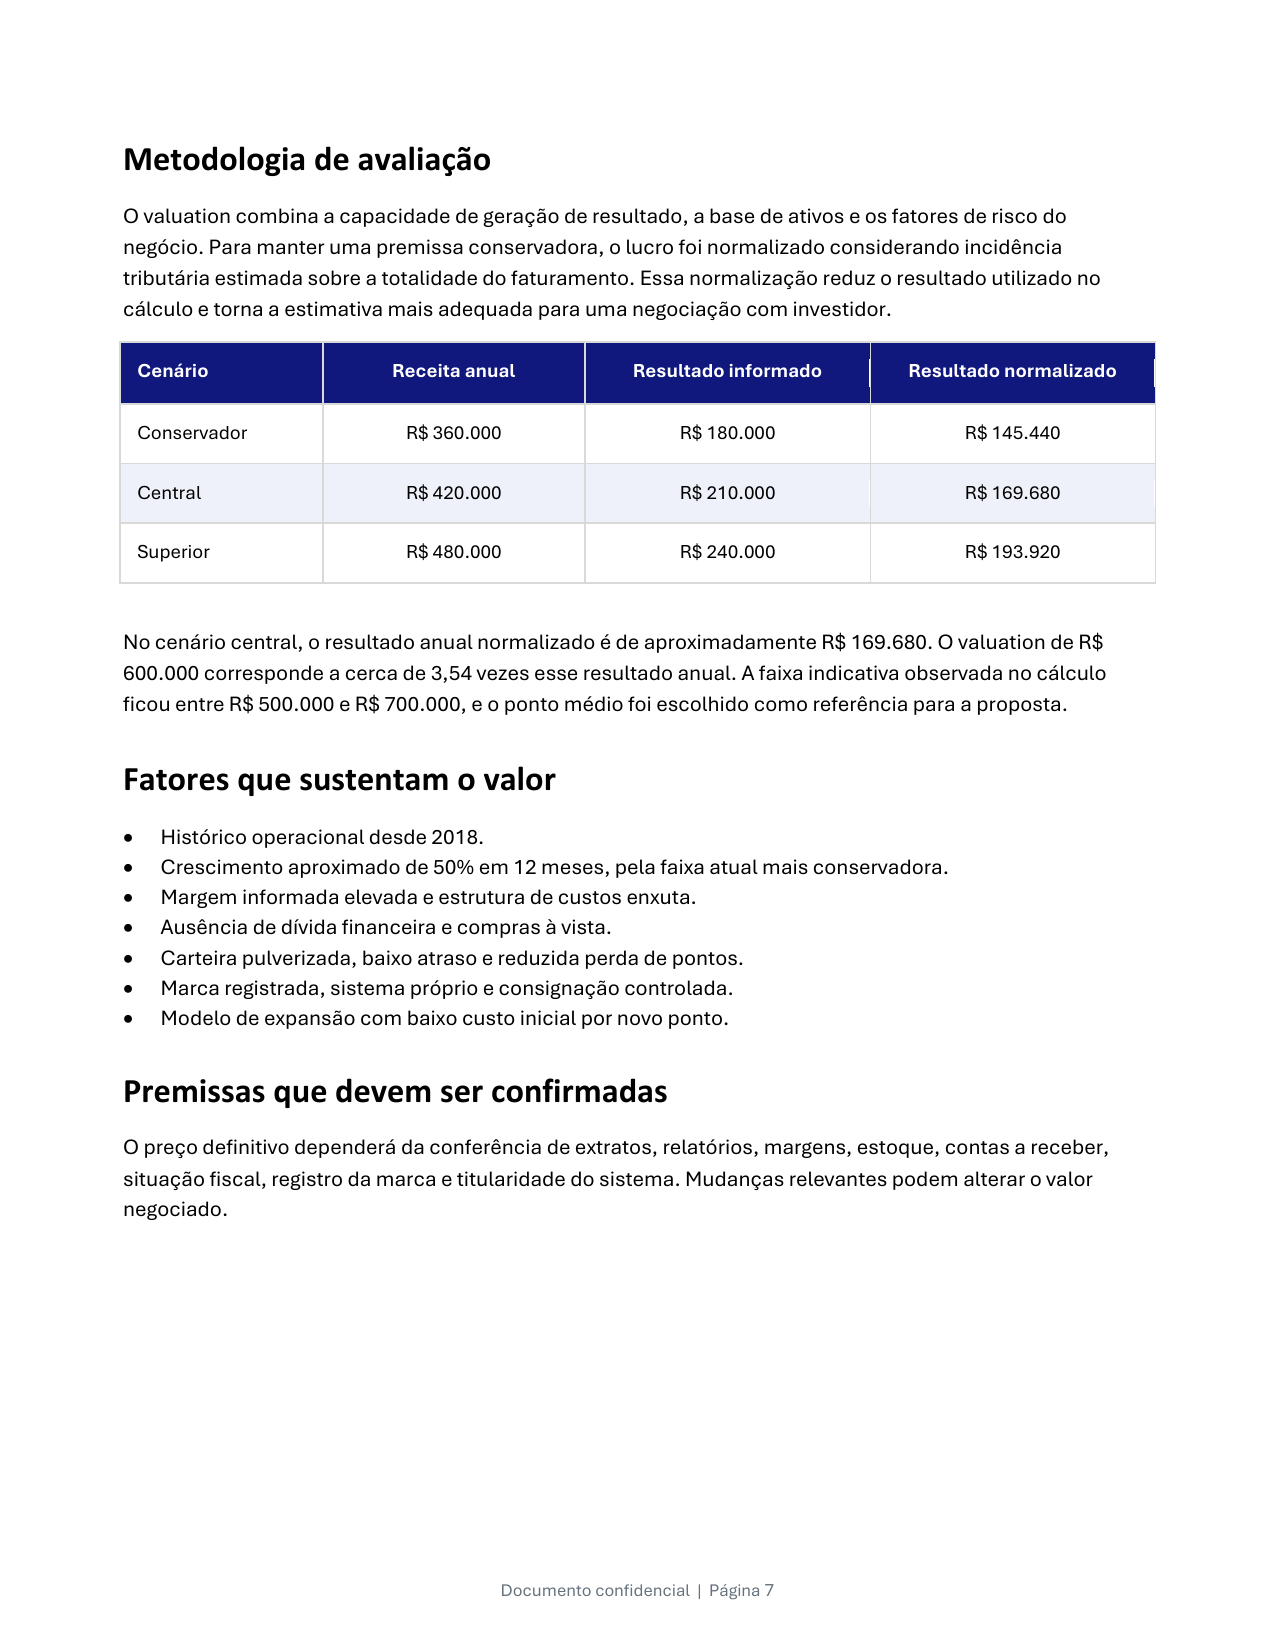 Metodologia de avaliação
O valuation combina a capacidade de geração de resultado, a base de ativos e os fatores de risco do
negócio. Para manter uma premissa conservadora, o lucro foi normalizado considerando incidência
tributária estimada sobre a totalidade do faturamento. Essa normalização reduz o resultado utilizado no
cálculo e torna a estimativa mais adequada para uma negociação com investidor.
Cenário Receita anual Resultado informado Resultado normalizado
Conservador R$ 360.000 R$ 180.000 R$ 145.440
Central R$ 420.000 R$ 210.000 R$ 169.680
Superior R$ 480.000 R$ 240.000 R$ 193.920
No cenário central, o resultado anual normalizado é de aproximadamente R$ 169.680. O valuation de R$
600.000 corresponde a cerca de 3,54 vezes esse resultado anual. A faixa indicativa observada no cálculo
ficou entre R$ 500.000 e R$ 700.000, e o ponto médio foi escolhido como referência para a proposta.
Fatores que sustentam o valor
• Histórico operacional desde 2018.
• Crescimento aproximado de 50% em 12 meses, pela faixa atual mais conservadora.
• Margem informada elevada e estrutura de custos enxuta.
• Ausência de dívida financeira e compras à vista.
• Carteira pulverizada, baixo atraso e reduzida perda de pontos.
• Marca registrada, sistema próprio e consignação controlada.
• Modelo de expansão com baixo custo inicial por novo ponto.
Premissas que devem ser confirmadas
O preço definitivo dependerá da conferência de extratos, relatórios, margens, estoque, contas a receber,
situação fiscal, registro da marca e titularidade do sistema. Mudanças relevantes podem alterar o valor
negociado.
Documento confidencial | Página 7